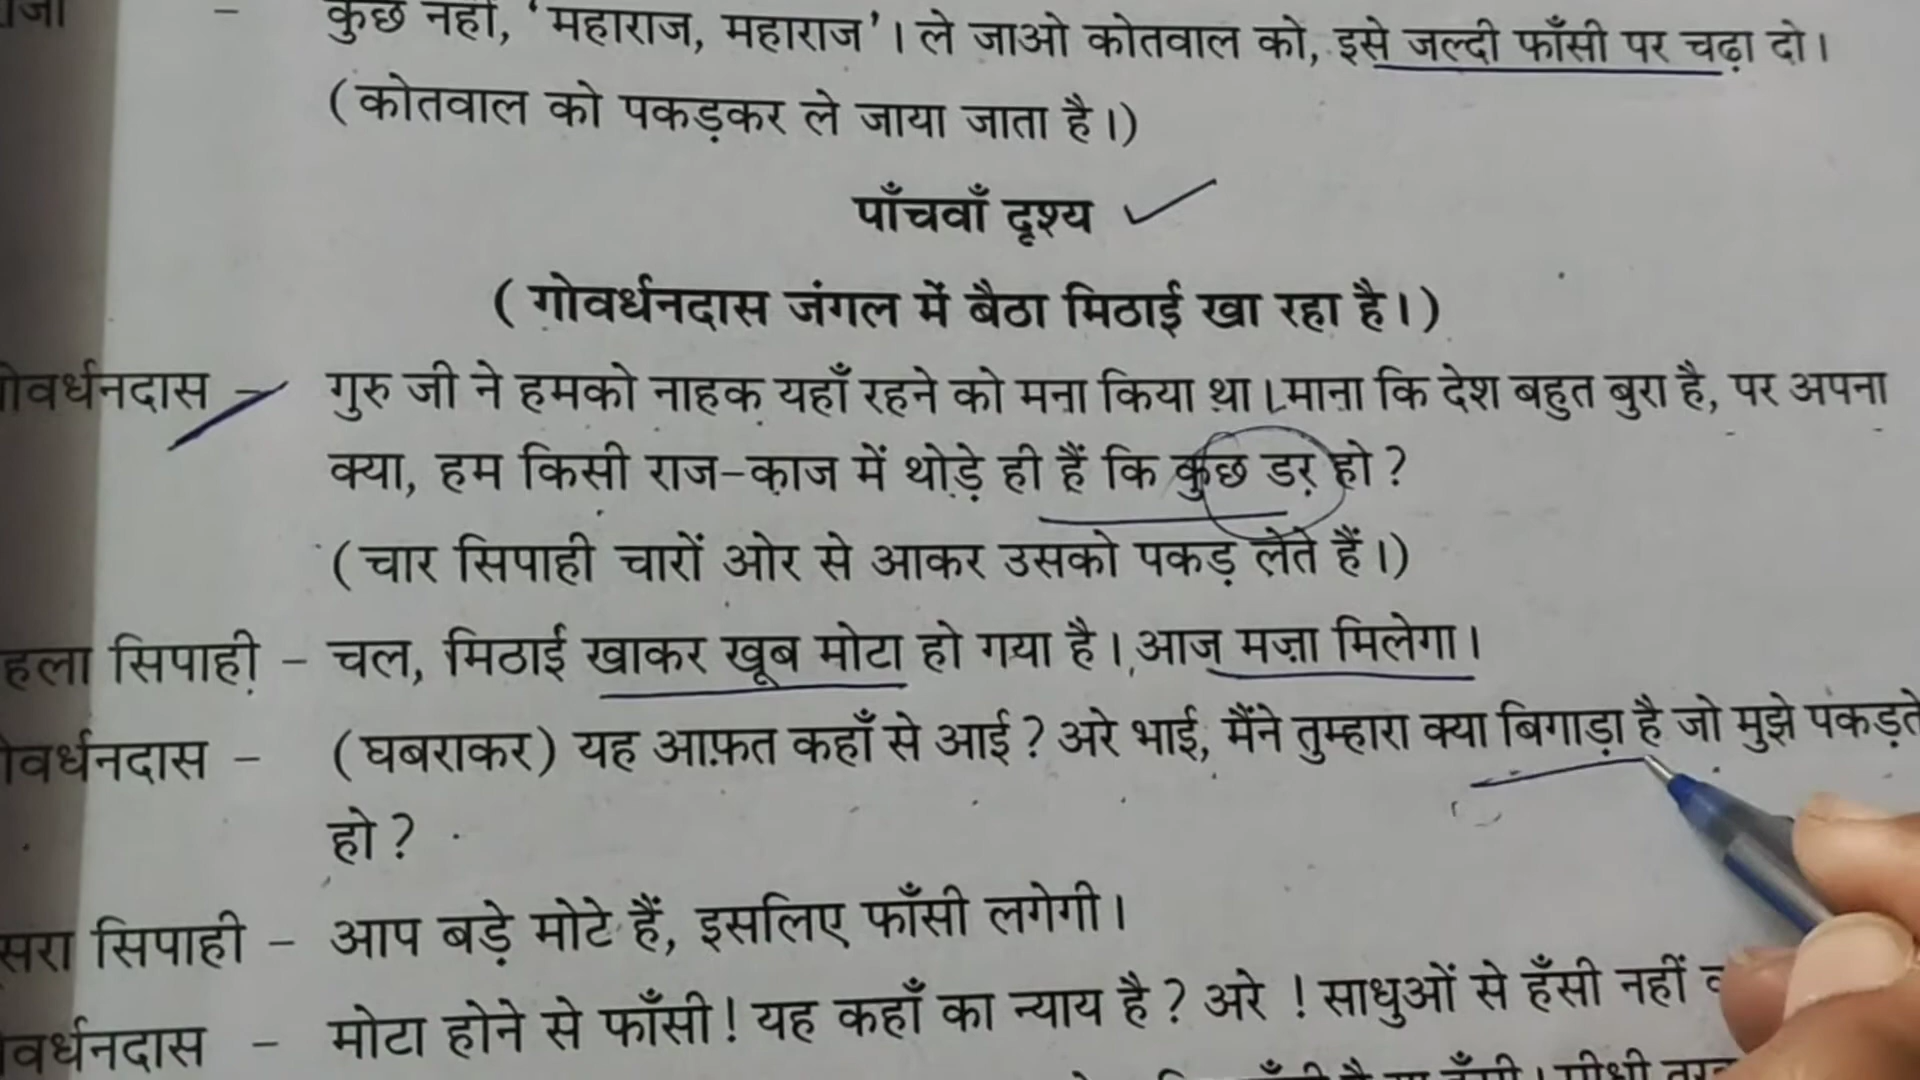 कुछ नहीं, 'महाराज, महाराज'। ले जाओ कोतवाल को, इसे जल्दी फाँसी पर चढ़ा दो।
(कोतवाल को पकड़कर ले जाया जाता है।)
पाँचवाँ दृश्य
(गोवर्धनदास जंगल में बैठा मिठाई खा रहा है।)
ोवर्धनदास – गुरु जी ने हमको नाहक यहाँ रहने को मना किया था। माना कि देश बहुत बुरा है, पर अपना
क्या, हम किसी राज-काज में थोड़े ही हैं कि कुछ डर हो?
(चार सिपाही चारों ओर से आकर उसको पकड़ लेते हैं।)
हला सिपाही – चल, मिठाई खाकर खूब मोटा हो गया है। आज मज़ा मिलेगा।
ोवर्धनदास – (घबराकर) यह आफ़त कहाँ से आई? अरे भाई, मैंने तुम्हारा क्या बिगाड़ा है जो मुझे पकड़ते
हो?
सरा सिपाही – आप बड़े मोटे हैं, इसलिए फाँसी लगेगी।
वर्धनदास – मोटा होने से फाँसी! यह कहाँ का न्याय है? अरे! साधुओं से हँसी नहीं